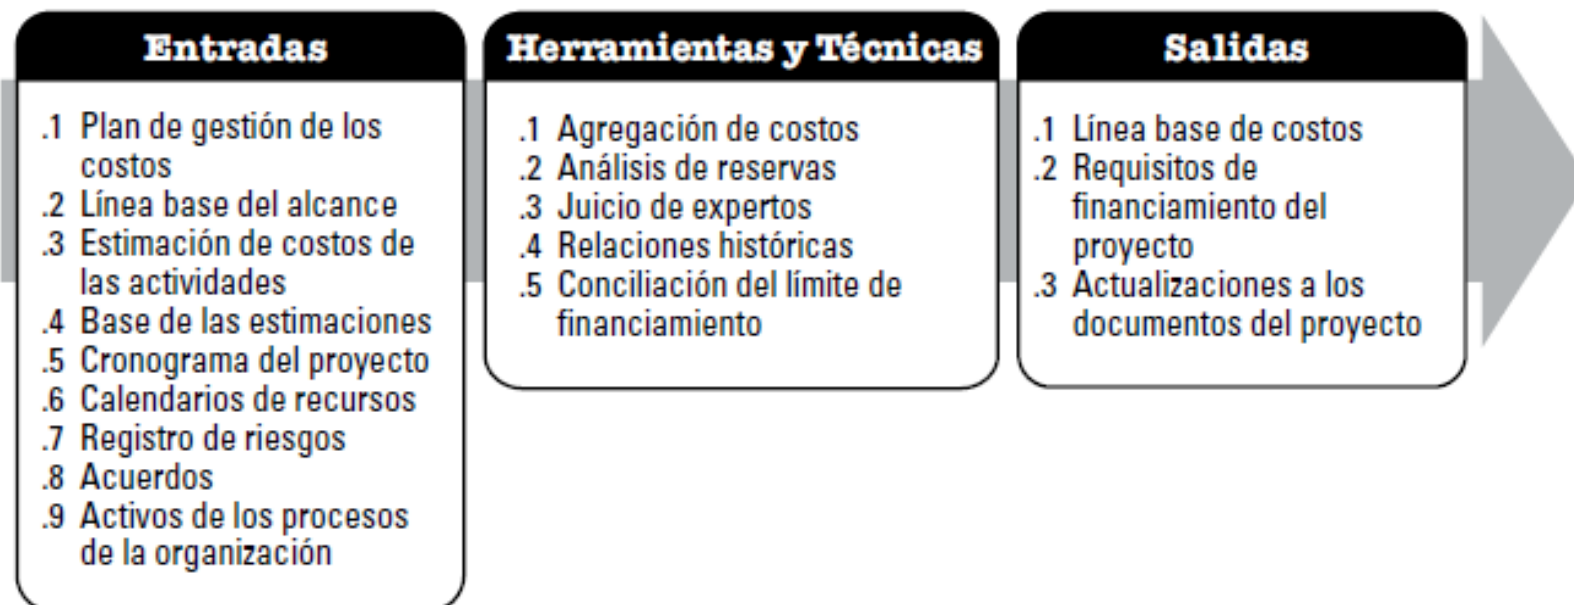 Entradas
.1 Plan de gestión de los
costos
.2 Línea base del alcance
.3 Estimación de costos de
las actividades
.4 Base de las estimaciones
.5 Cronograma del proyecto
.6 Calendarios de recursos
.7 Registro de riesgos
.8 Acuerdos
.9 Activos de los procesos
de la organización
Herramientas y Técnicas
.1 Agregación de costos
.2 Análisis de reservas
.3 Juicio de expertos
.4 Relaciones históricas
.5 Conciliación del límite de
financiamiento
Salidas
.1 Línea base de costos
.2 Requisitos de
financiamiento del
proyecto
.3 Actualizaciones a los
documentos del proyecto